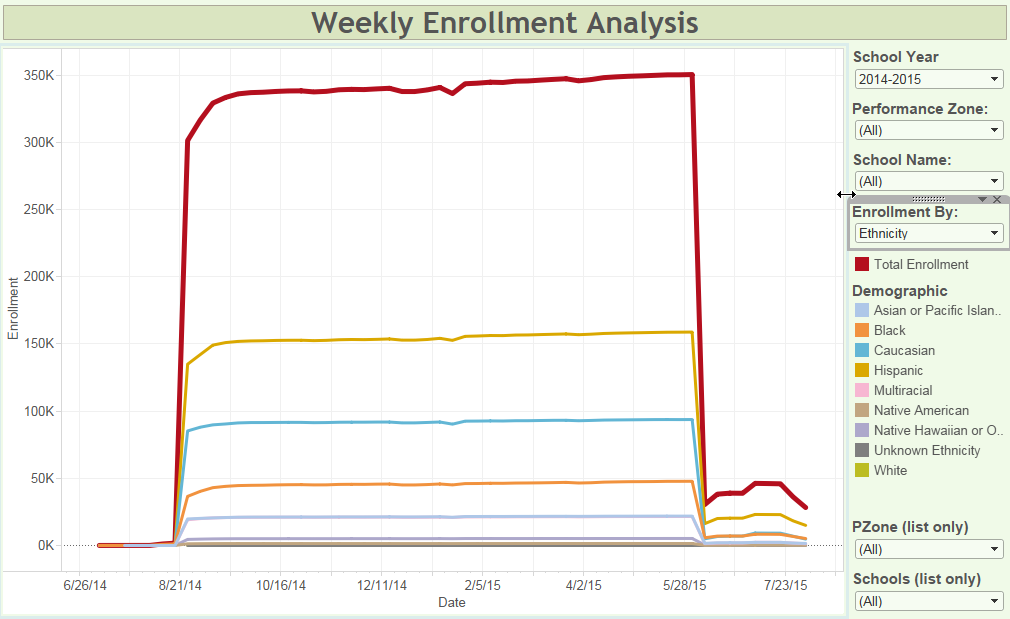 Weekly Enrollment Analysis
350K
300K
250K
200K
150K
100K
50K
0K
Enrollment
6/26/14
8/21/14
10/16/14
12/11/14
2/5/15
4/2/15
5/28/15
7/23/15
Date
School Year
2014-2015
Performance Zone:
(All)
School Name:
(All)
Enrollment By:
Ethnicity
Total Enrollment
Demographic
Asian or Pacific Islan..
Black
Caucasian
Hispanic
Multiracial
Native American
Native Hawaiian or O..
Unknown Ethnicity
White
PZone (list only)
(All)
Schools (list only)
(All)